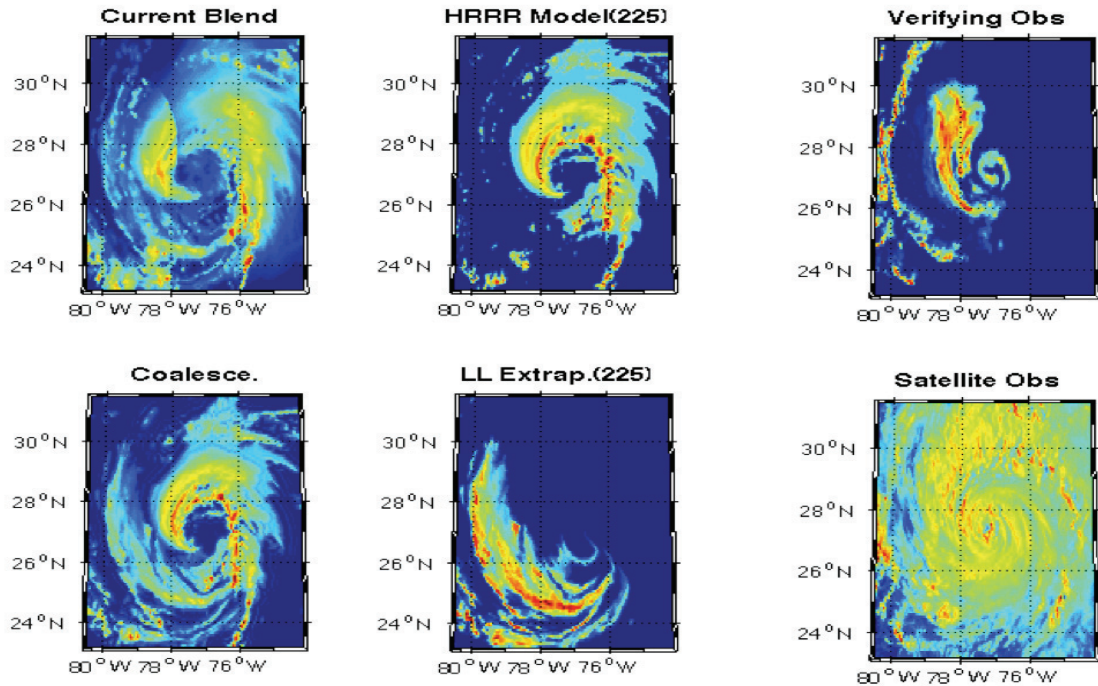 Current Blend
HRRR Model(225)
Verifying Obs
30°N
28°N
26°N
24°N
80°W 78°W 76°W
30°N
28°N
26°N
24°N
80°W 78°W 76°W
30°N
28°N
26°N
24°N
80°W 78°W 76°W
Coalesce.
LL Extrap.(225)
Satellite Obs
30°N
28°N
26°N
24°N
80°W 78°W 76°W
30°N
28°N
26°N
24°N
80°W 78°W 76°W
30°N
28°N
26°N
24°N
80°W 78°W 76°W